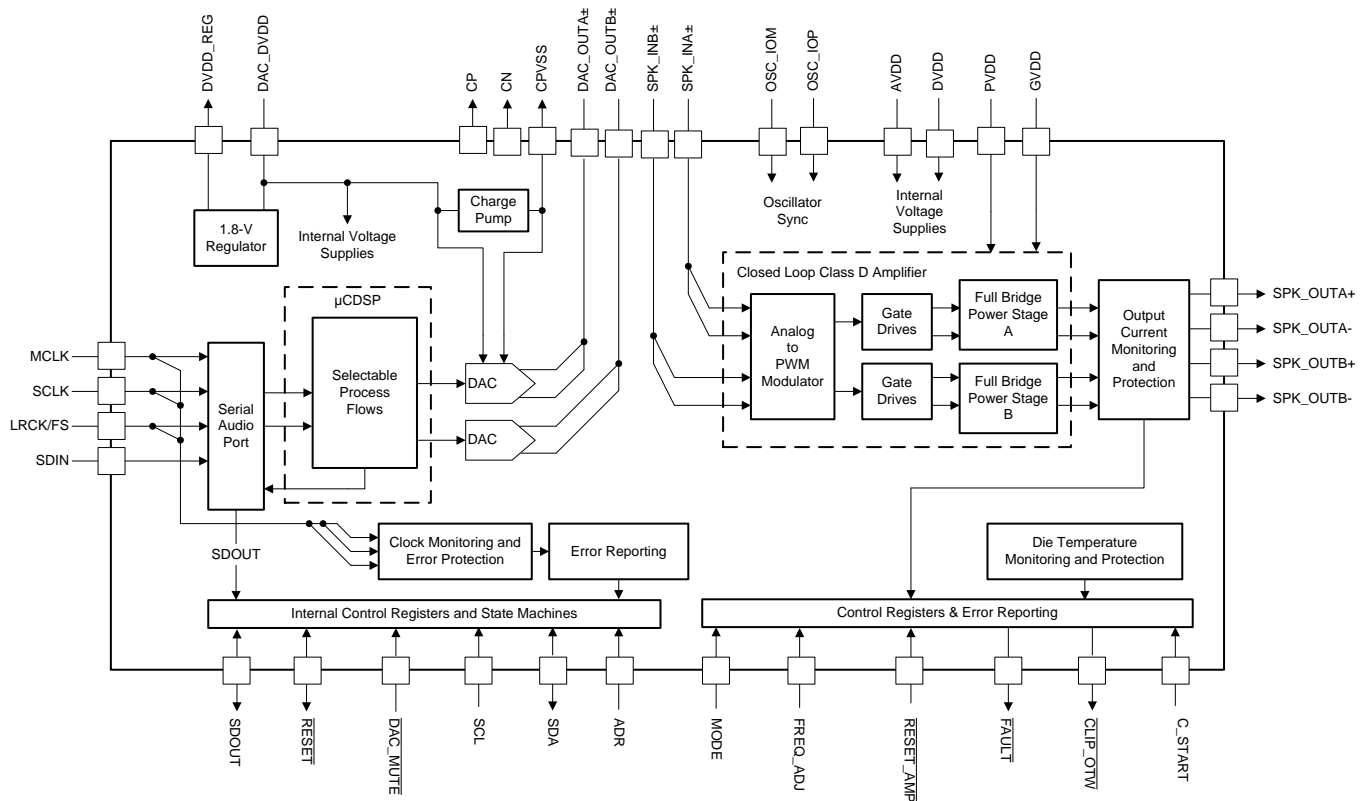 DVDD_REG
DAC_DVDD
CP
CN
CPVSS
DAC_OUTA±
DAC_OUTB±
SPK_INB±
SPK_INA±
OSC_IOM
OSC_IOP
AVDD
DVDD
PVDD
GVDD
1.8-V
Regulator
Internal Voltage
Supplies
Charge
Pump
Oscillator
Sync
Internal
Voltage
Supplies
Closed Loop Class D Amplifier
µCDSP
MCLK
SCLK
LRCK/FS
SDIN
Serial
Audio
Port
Selectable
Process
Flows
DAC
DAC
Analog
to
PWM
Modulator
Gate
Drives
Gate
Drives
Full Bridge
Power Stage
A
Full Bridge
Power Stage
B
Output
Current
Monitoring
and
Protection
SPK_OUTA+
SPK_OUTA-
SPK_OUTB+
SPK_OUTB-
SDOUT
Clock Monitoring and
Error Protection
Error Reporting
Die Temperature
Monitoring and Protection
Internal Control Registers and State Machines
Control Registers & Error Reporting
SDOUT
RESET
DAC_MUTE
SCL
SDA
ADR
MODE
FREQ_ADJ
RESET_AMP
FAULT
CLIP_OTW
C_START